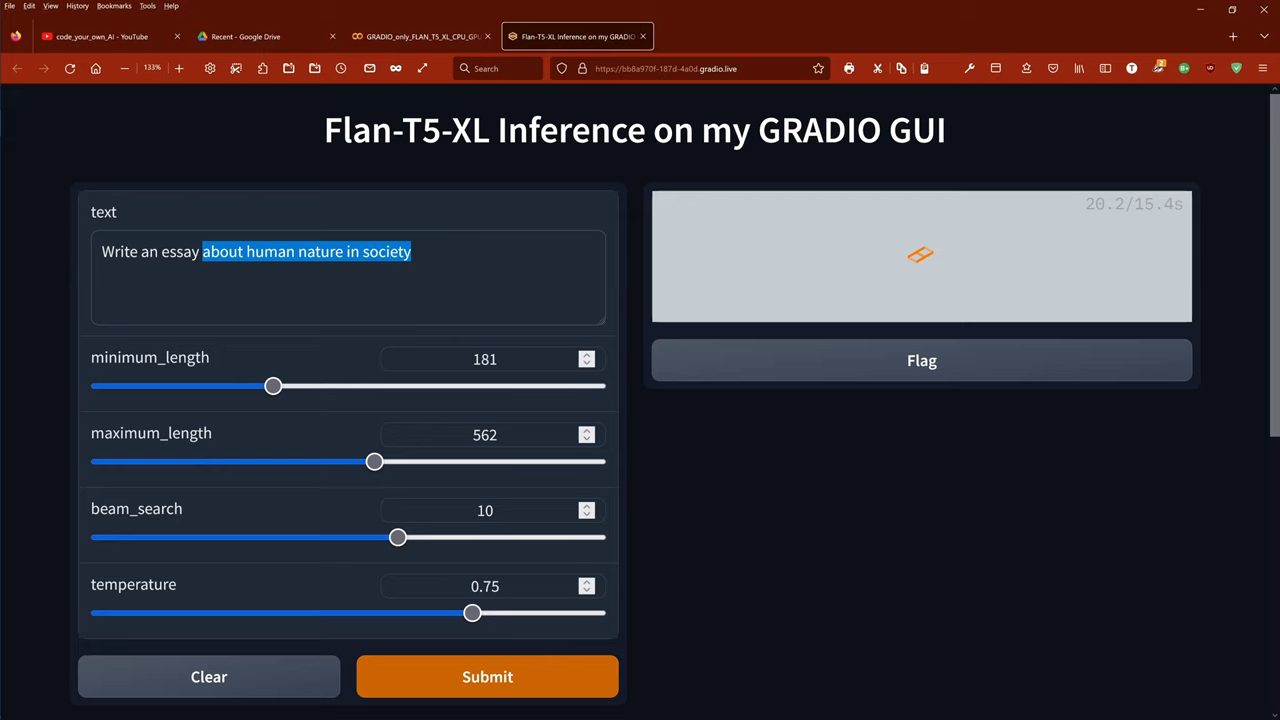 File Edit View History Bookmarks Tools Help
code_your_own_AI - YouTube
Recent - Google Drive
GRADIO_only_FLAN_T5_XL_CPU_GPU
Flan-T5-XL Inference on my GRADIO
133%
Search
https://bb8a970f-187d-4a0d.gradio.live
Flan-T5-XL Inference on my GRADIO GUI
text
Write an essay about human nature in society
20.2/15.4s
Flag
minimum_length
181
maximum_length
562
beam_search
10
temperature
0.75
Clear
Submit